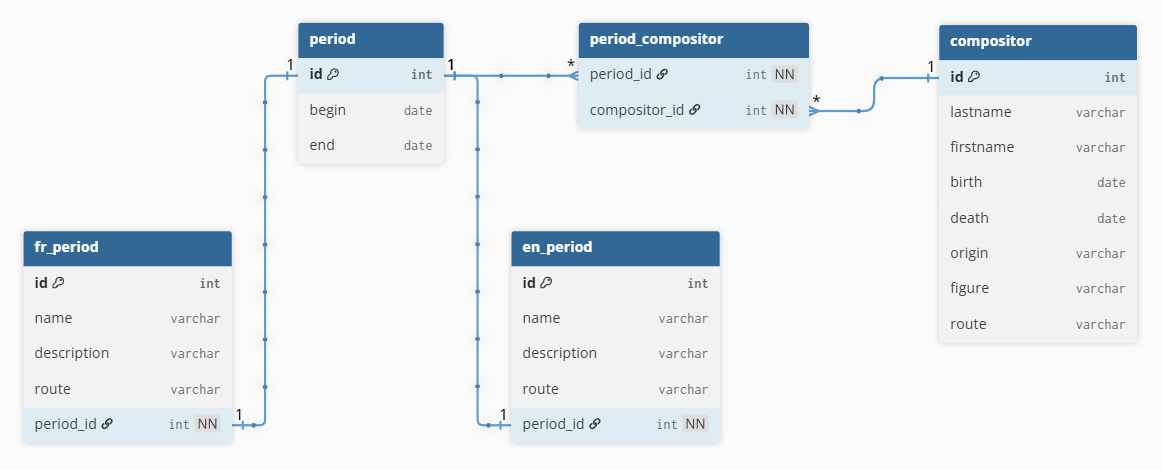 period
id int
begin date
end date
period_compositor
period_id int NN
compositor_id int NN
compositor
id int
lastname varchar
firstname varchar
birth date
death date
origin varchar
figure varchar
route varchar
1
1
*
*
1
fr_period
id int
name varchar
description varchar
route varchar
period_id int NN
1
en_period
id int
name varchar
description varchar
route varchar
period_id int NN
1